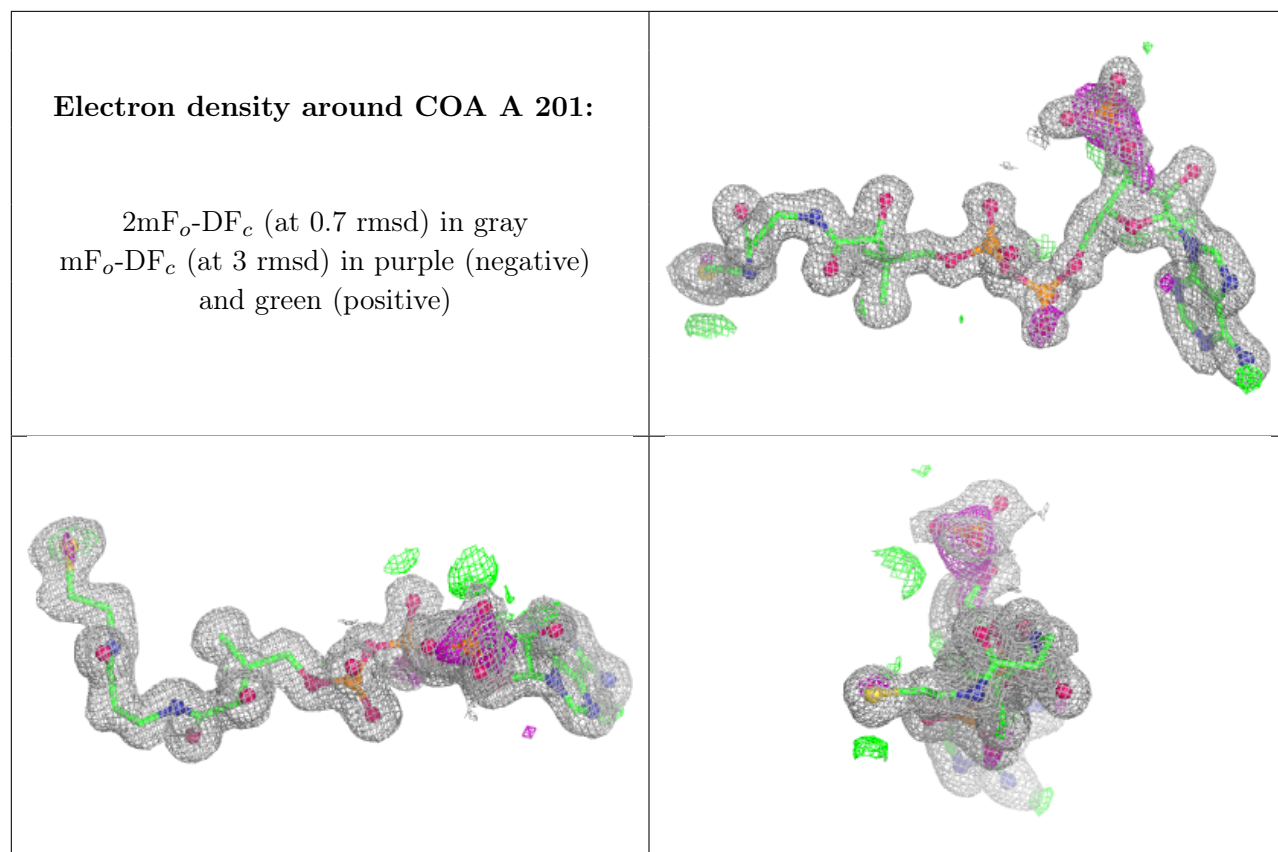 Electron density around COA A 201:
2mFo-DFc (at 0.7 rmsd) in gray
mFo-DFc (at 3 rmsd) in purple (negative)
and green (positive)